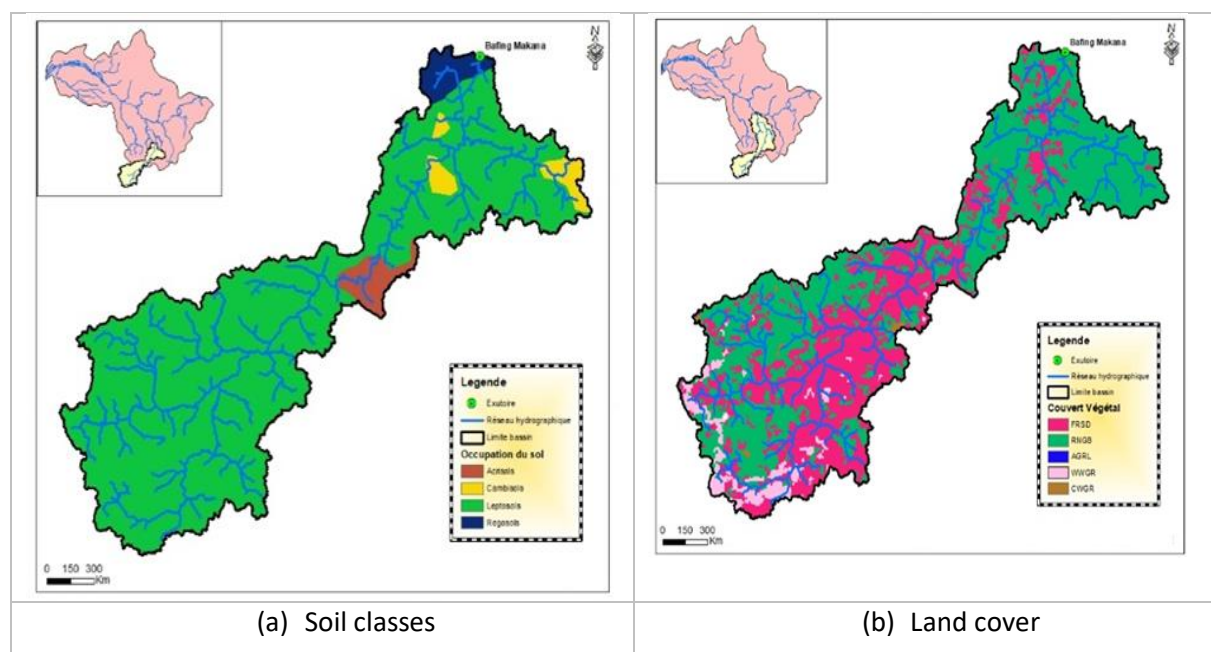 Bafing Makana
N
Legende
Exutoire
Réseau hydrographique
Limite bassin
Occupation du sol
Acrisols
Cambisols
Leptosols
Regosols
0 150 300
Km
(a) Soil classes
Bafing Makana
N
Legende
Exutoire
Réseau hydrographique
Limite bassin
Couvert Végétal
FRSD
RNGB
AGRL
WWGR
CWGR
0 150 300
Km
(b) Land cover